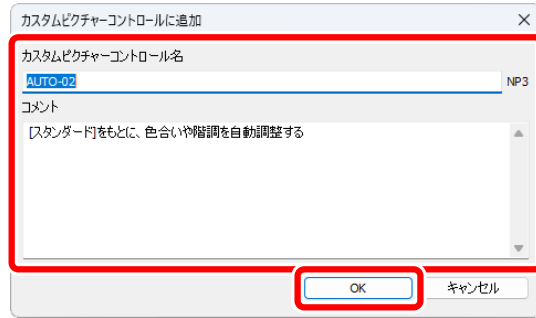 カスタムピクチャーコントロールに追加
カスタムピクチャーコントロール名
AUTO-02 NP3
コメント
[スタンダード]をもとに、色合いや階調を自動調整する
OK キャンセル